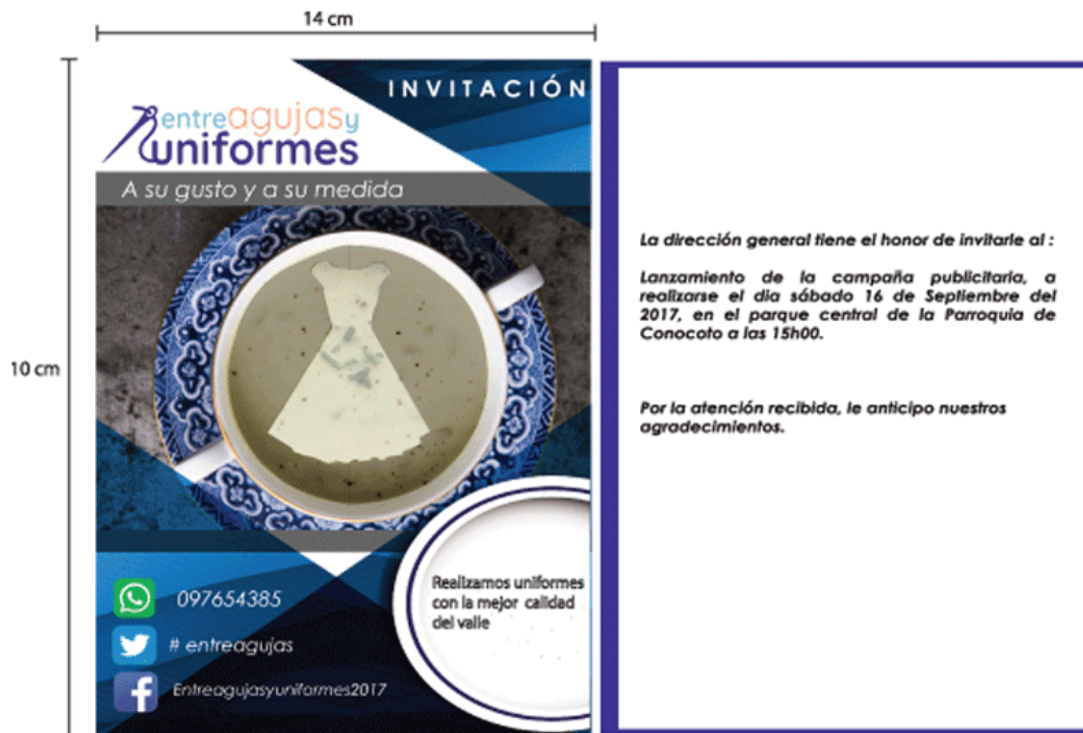 14 cm
10 cm
INVITACIÓN
entre agujas y
uniformes
A su gusto y a su medida
Realizamos uniformes
con la mejor calidad
del valle
097654385
# entreagujas
Entreagujasyuniformes2017
La dirección general tiene el honor de invitarle al :
Lanzamiento de la campaña publicitaria, a
realizarse el dia sábado 16 de Septiembre del
2017, en el parque central de la Parroquia de
Conocoto a las 15h00.
Por la atención recibida, le anticipo nuestros
agradecimientos.